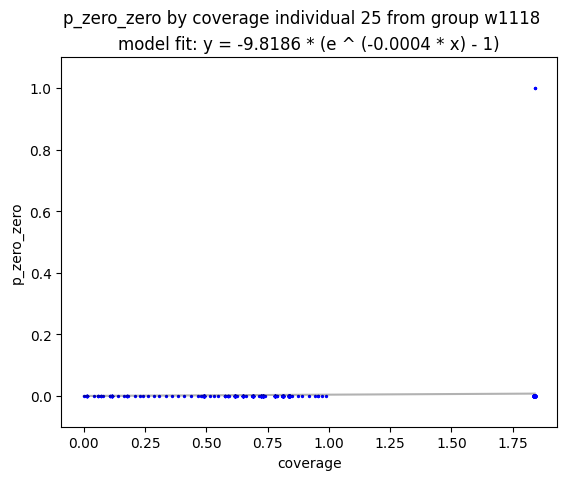 p_zero_zero by coverage individual 25 from group w1118
model fit: y = -9.8186 * (e ^ (-0.0004 * x) - 1)
1.0
0.8
0.6
0.4
0.2
0.0
p_zero_zero
0.00 0.25 0.50 0.75 1.00 1.25 1.50 1.75
coverage